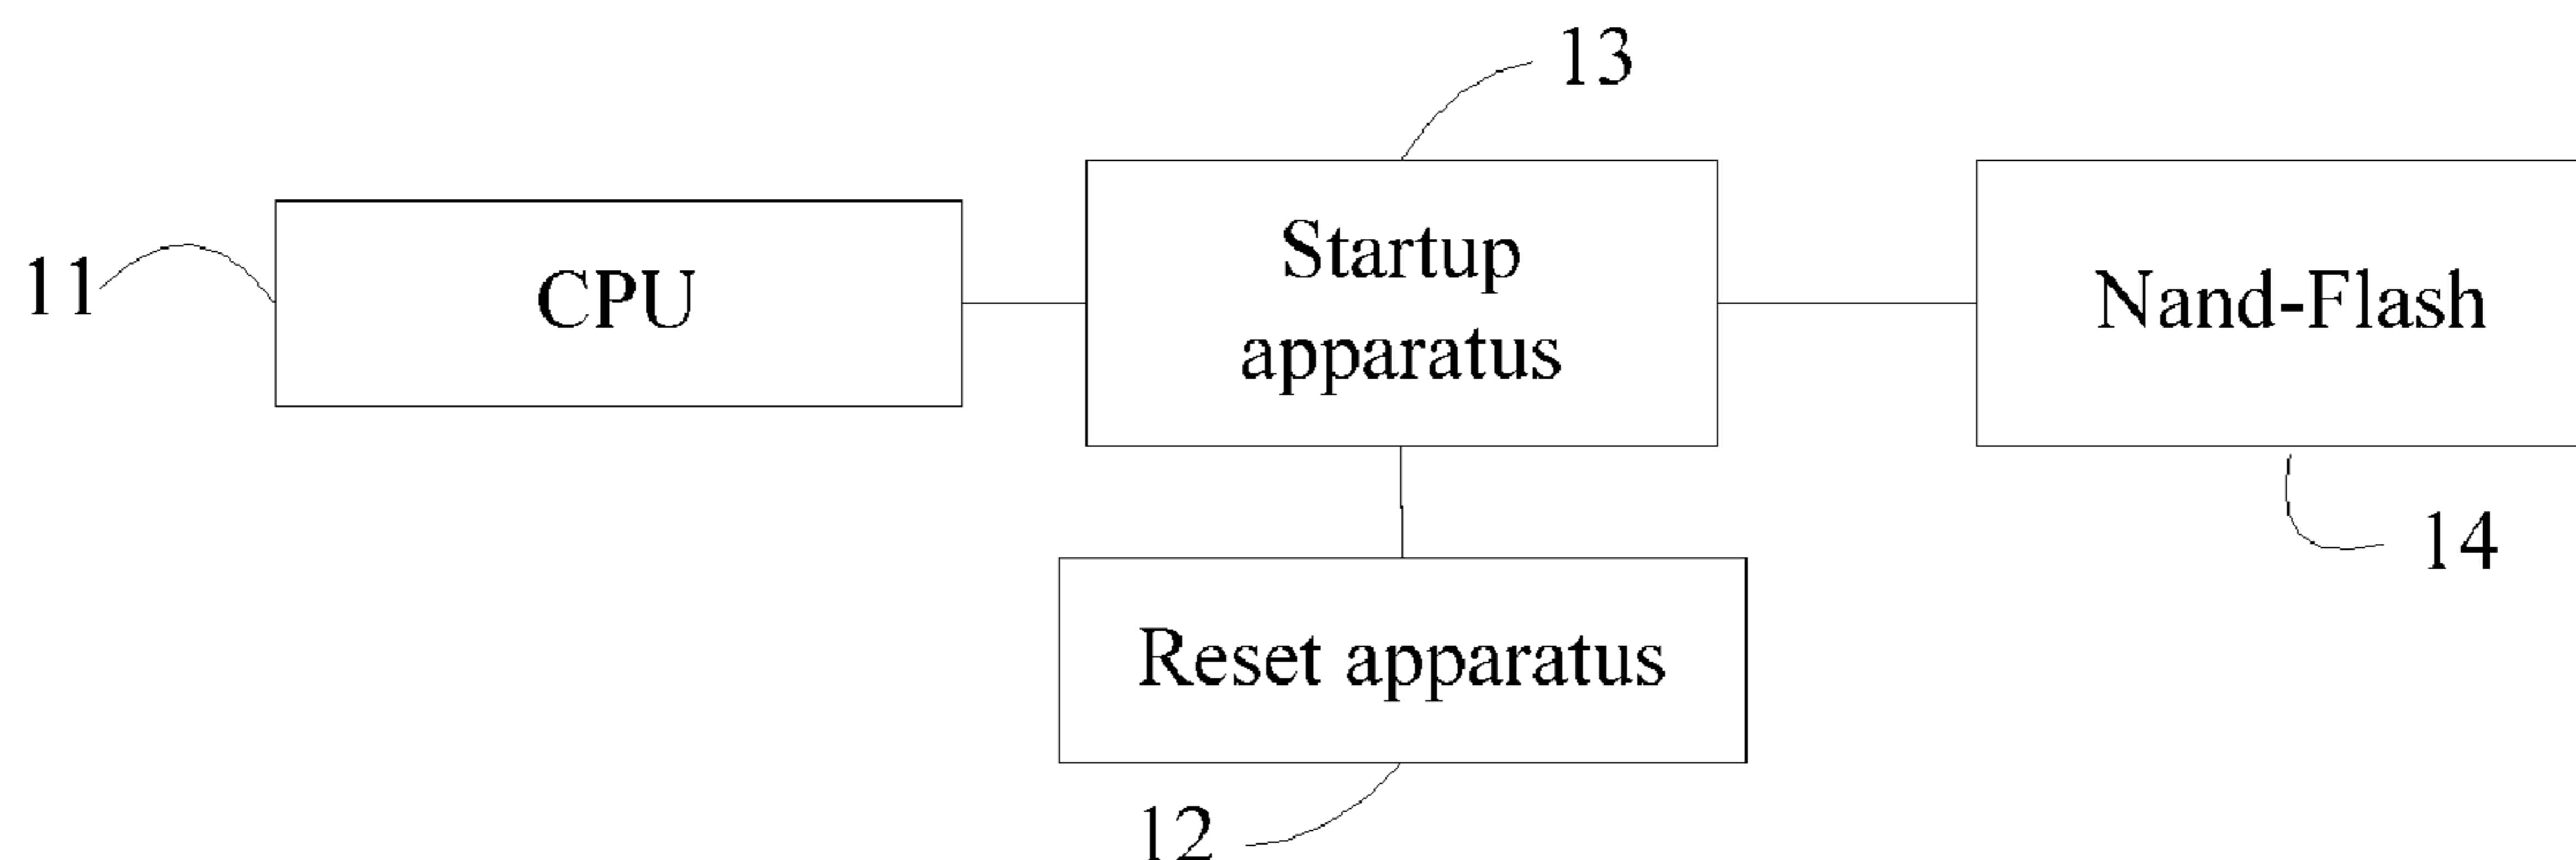 13
11
CPU
Startup
apparatus
Nand-Flash
14
Reset apparatus
12